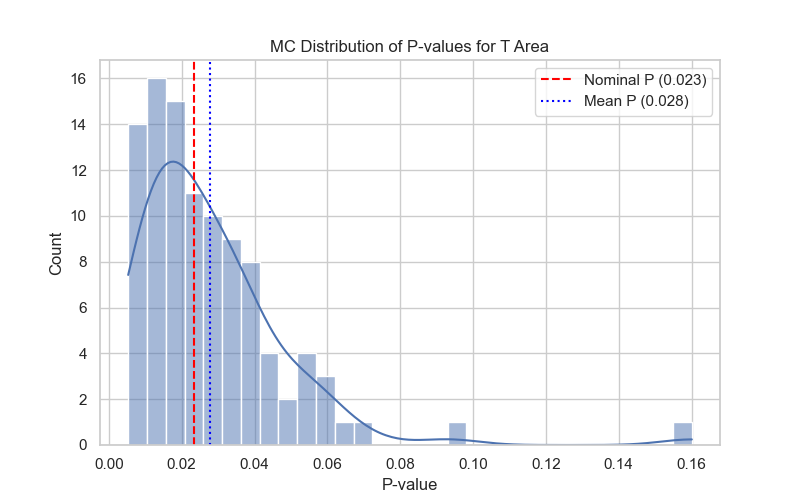 MC Distribution of P-values for T Area
Nominal P (0.023)
Mean P (0.028)
Count
16
14
12
10
8
6
4
2
0
0.00 0.02 0.04 0.06 0.08 0.10 0.12 0.14 0.16
P-value